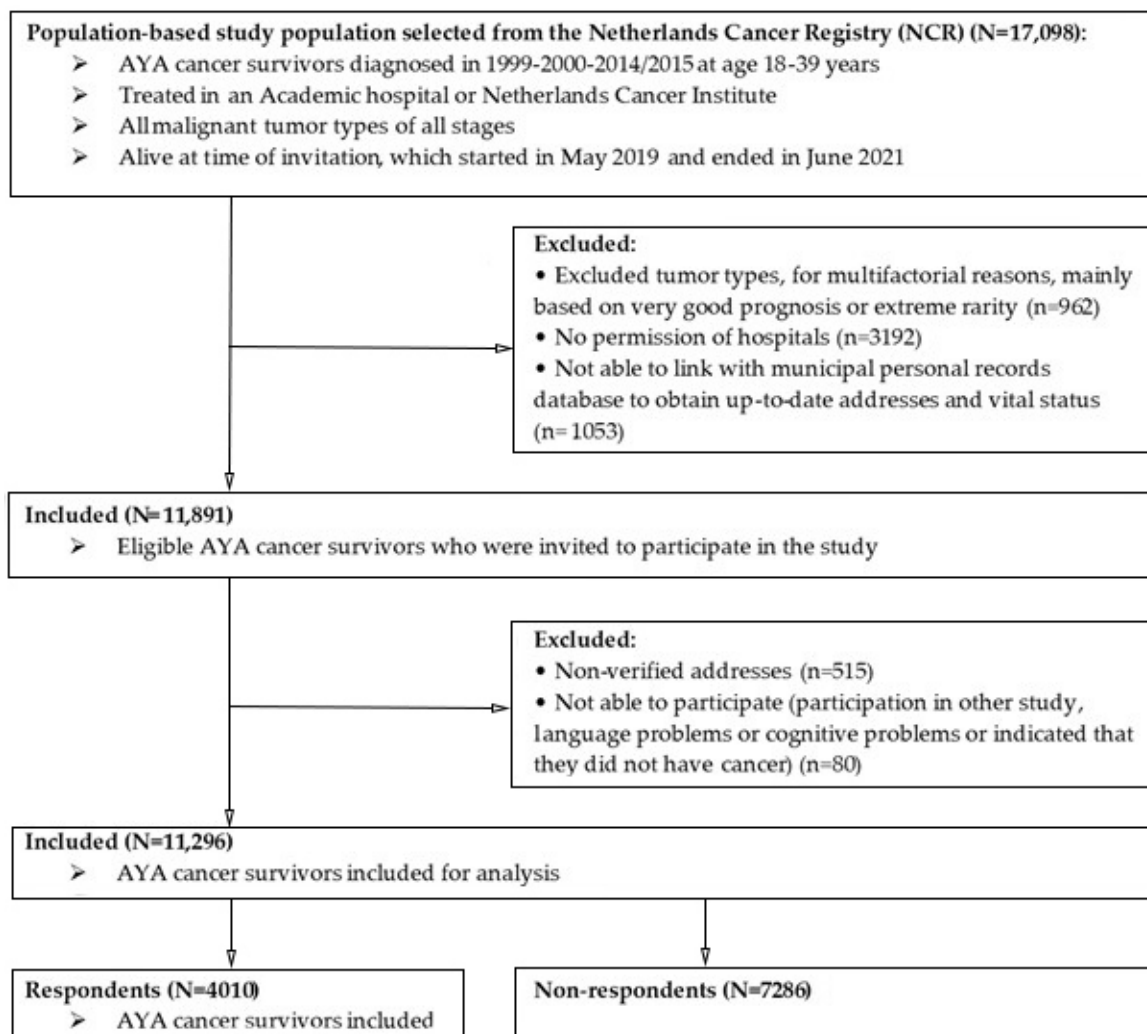 Population-based study population selected from the Netherlands Cancer Registry (NCR) (N=17,098):
➤ AYA cancer survivors diagnosed in 1999-2000-2014/2015 at age 18-39 years
➤ Treated in an Academic hospital or Netherlands Cancer Institute
➤ All malignant tumor types of all stages
➤ Alive at time of invitation, which started in May 2019 and ended in June 2021
Excluded:
• Excluded tumor types, for multifactorial reasons, mainly
based on very good prognosis or extreme rarity (n=962)
• No permission of hospitals (n=3192)
• Not able to link with municipal personal records
database to obtain up-to-date addresses and vital status
(n=1053)
Included (N=11,891)
➤ Eligible AYA cancer survivors who were invited to participate in the study
Excluded:
• Non-verified addresses (n=515)
• Not able to participate (participation in other study,
language problems or cognitive problems or indicated that
they did not have cancer) (n=80)
Included (N=11,296)
➤ AYA cancer survivors included for analysis
Respondents (N=4010)
➤ AYA cancer survivors included
Non-respondents (N=7286)